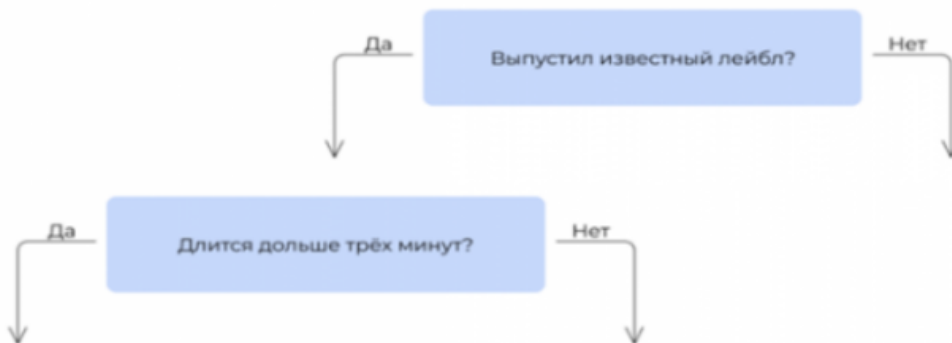 Да
Выпустил известный лейбл?
Нет
Да
Длится дольше трёх минут?
Нет